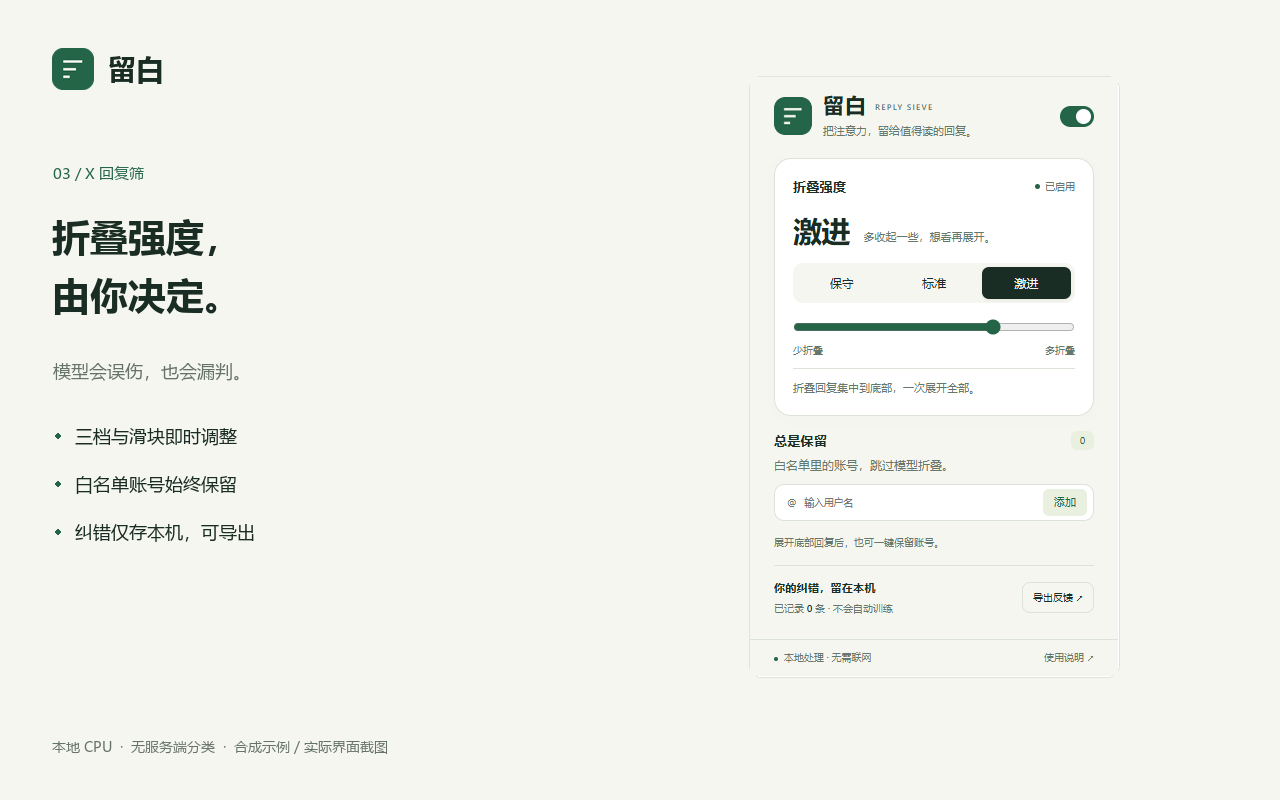 留白
03 / X 回复筛
折叠强度，
由你决定。
模型会误伤，也会漏判。
• 三档与滑块即时调整
• 白名单账号始终保留
• 纠错仅存本机，可导出
本地 CPU · 无服务端分类 · 合成示例 / 实际界面截图
留白 REPLY SIEVE
把注意力，留给值得读的回复。
折叠强度 • 已启用
激进 多收起一些，想看再展开。
保守 标准 激进
少折叠 多折叠
折叠回复集中到底部，一次展开全部。
总是保留 0
白名单里的账号，跳过模型折叠。
@ 输入用户名 添加
展开底部回复后，也可一键保留账号。
你的纠错，留在本机
已记录 0 条 · 不会自动训练
导出反馈 ↗
• 本地处理 · 无需联网 使用说明 ↗